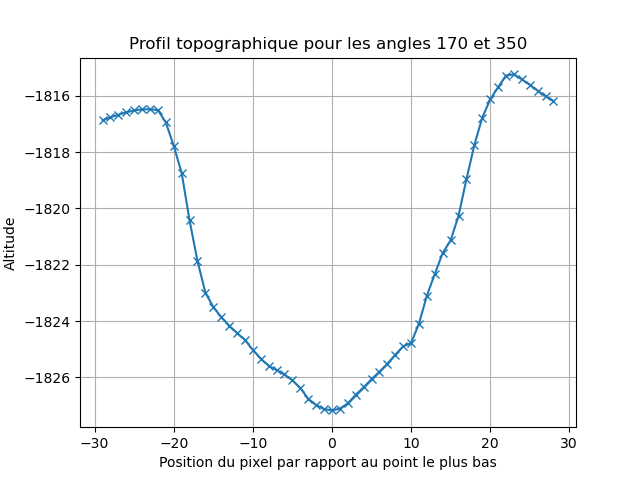 Profil topographique pour les angles 170 et 350
Altitude
−1816
−1818
−1820
−1822
−1824
−1826
−30 −20 −10 0 10 20 30
Position du pixel par rapport au point le plus bas